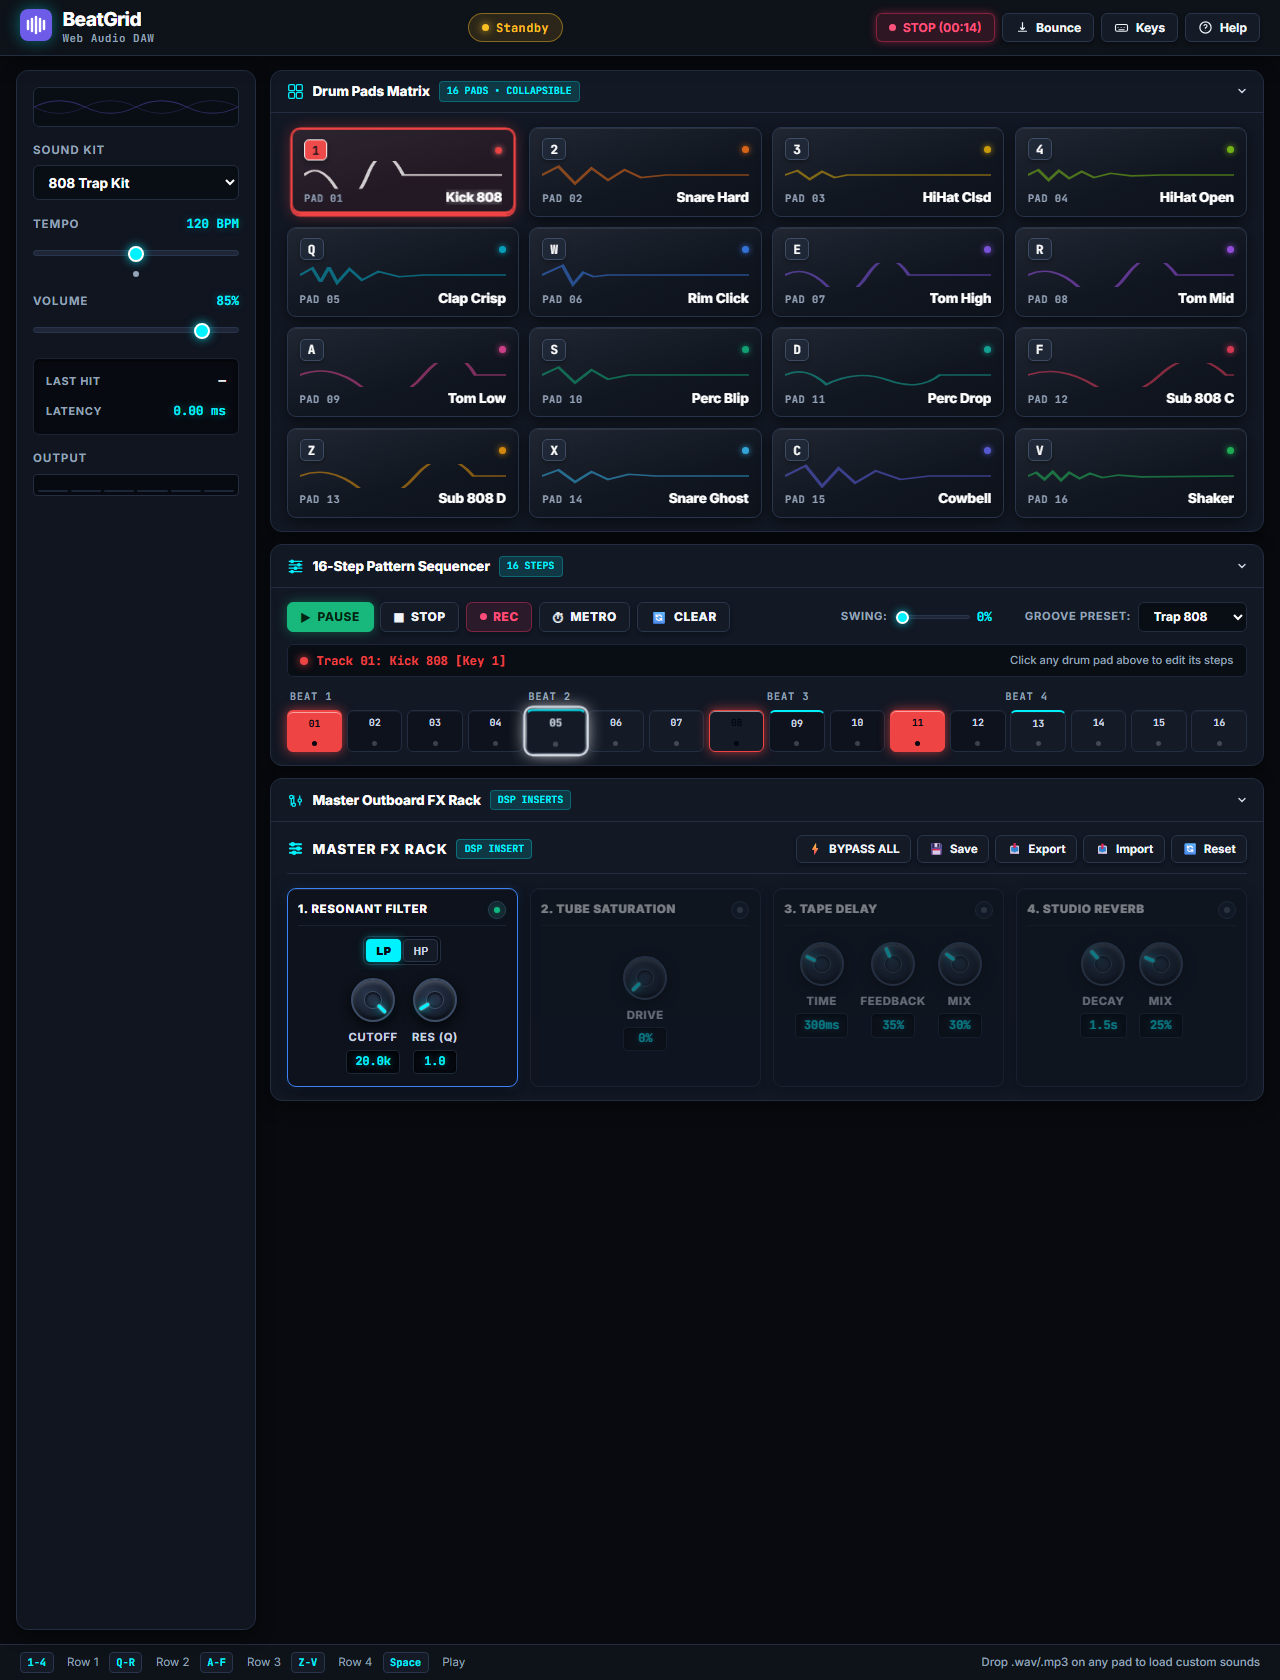 BeatGrid
Web Audio DAW
Standby
STOP (00:14)
Bounce
Keys
Help
SOUND KIT
808 Trap Kit
TEMPO 120 BPM
VOLUME 85%
LAST HIT –
LATENCY 0.00 ms
OUTPUT
Drum Pads Matrix 16 PADS • COLLAPSIBLE
1
PAD 01 Kick 808
2
PAD 02 Snare Hard
3
PAD 03 HiHat Clsd
4
PAD 04 HiHat Open
Q
PAD 05 Clap Crisp
W
PAD 06 Rim Click
E
PAD 07 Tom High
R
PAD 08 Tom Mid
A
PAD 09 Tom Low
S
PAD 10 Perc Blip
D
PAD 11 Perc Drop
F
PAD 12 Sub 808 C
Z
PAD 13 Sub 808 D
X
PAD 14 Snare Ghost
C
PAD 15 Cowbell
V
PAD 16 Shaker
16-Step Pattern Sequencer 16 STEPS
PAUSE STOP REC METRO CLEAR SWING: 0% GROOVE PRESET: Trap 808
Track 01: Kick 808 [Key 1] Click any drum pad above to edit its steps
BEAT 1 BEAT 2 BEAT 3 BEAT 4
01 02 03 04 05 06 07 08 09 10 11 12 13 14 15 16
Master Outboard FX Rack DSP INSERTS
MASTER FX RACK DSP INSERT BYPASS ALL Save Export Import Reset
1. RESONANT FILTER
LP HP
CUTOFF RES (Q)
20.0k 1.0
2. TUBE SATURATION
DRIVE
0%
3. TAPE DELAY
TIME FEEDBACK MIX
300ms 35% 30%
4. STUDIO REVERB
DECAY MIX
1.5s 25%
1-4 Row 1 Q-R Row 2 A-F Row 3 Z-V Row 4 Space Play
Drop .wav/.mp3 on any pad to load custom sounds